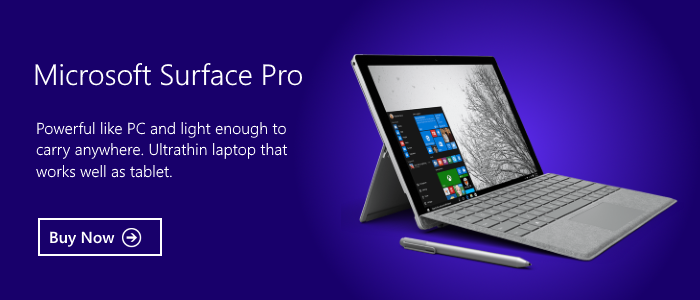 Microsoft Surface Pro
Powerful like PC and light enough to
carry anywhere. Ultrathin laptop that
works well as tablet.
Buy Now